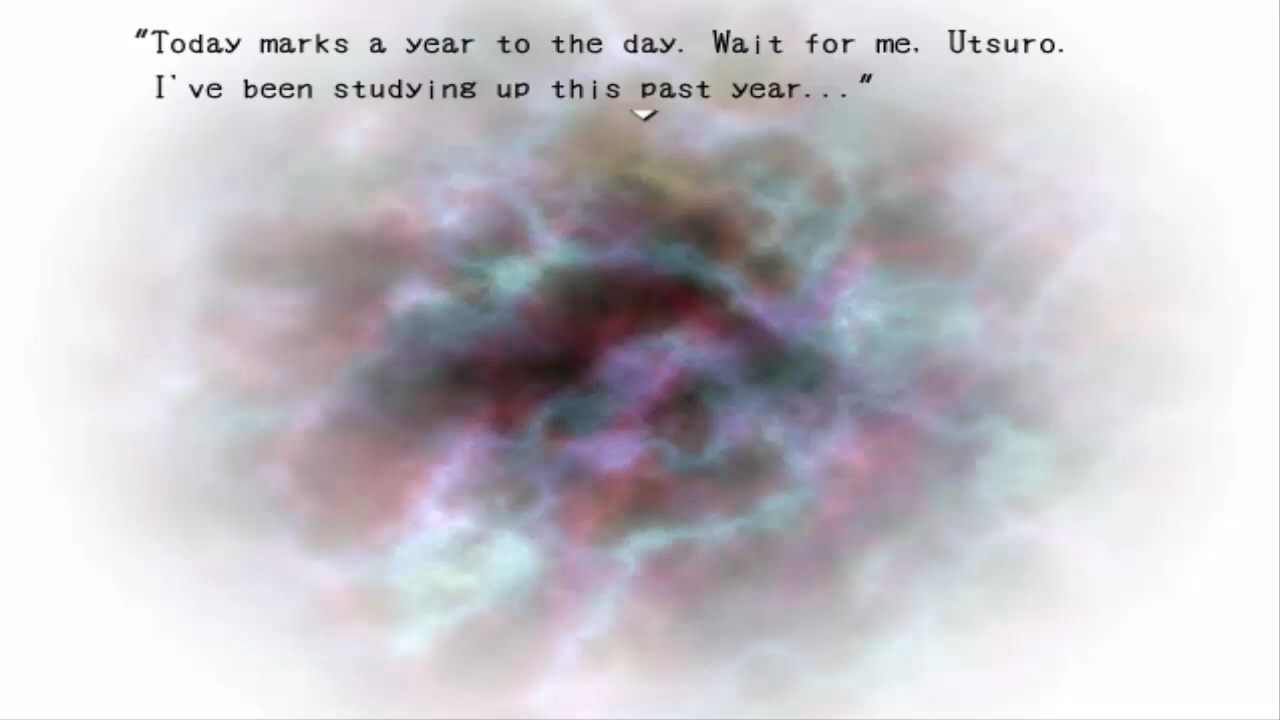 "Today marks a year to the day. Wait for me, Utsuro.
I've been studying up this past year..."